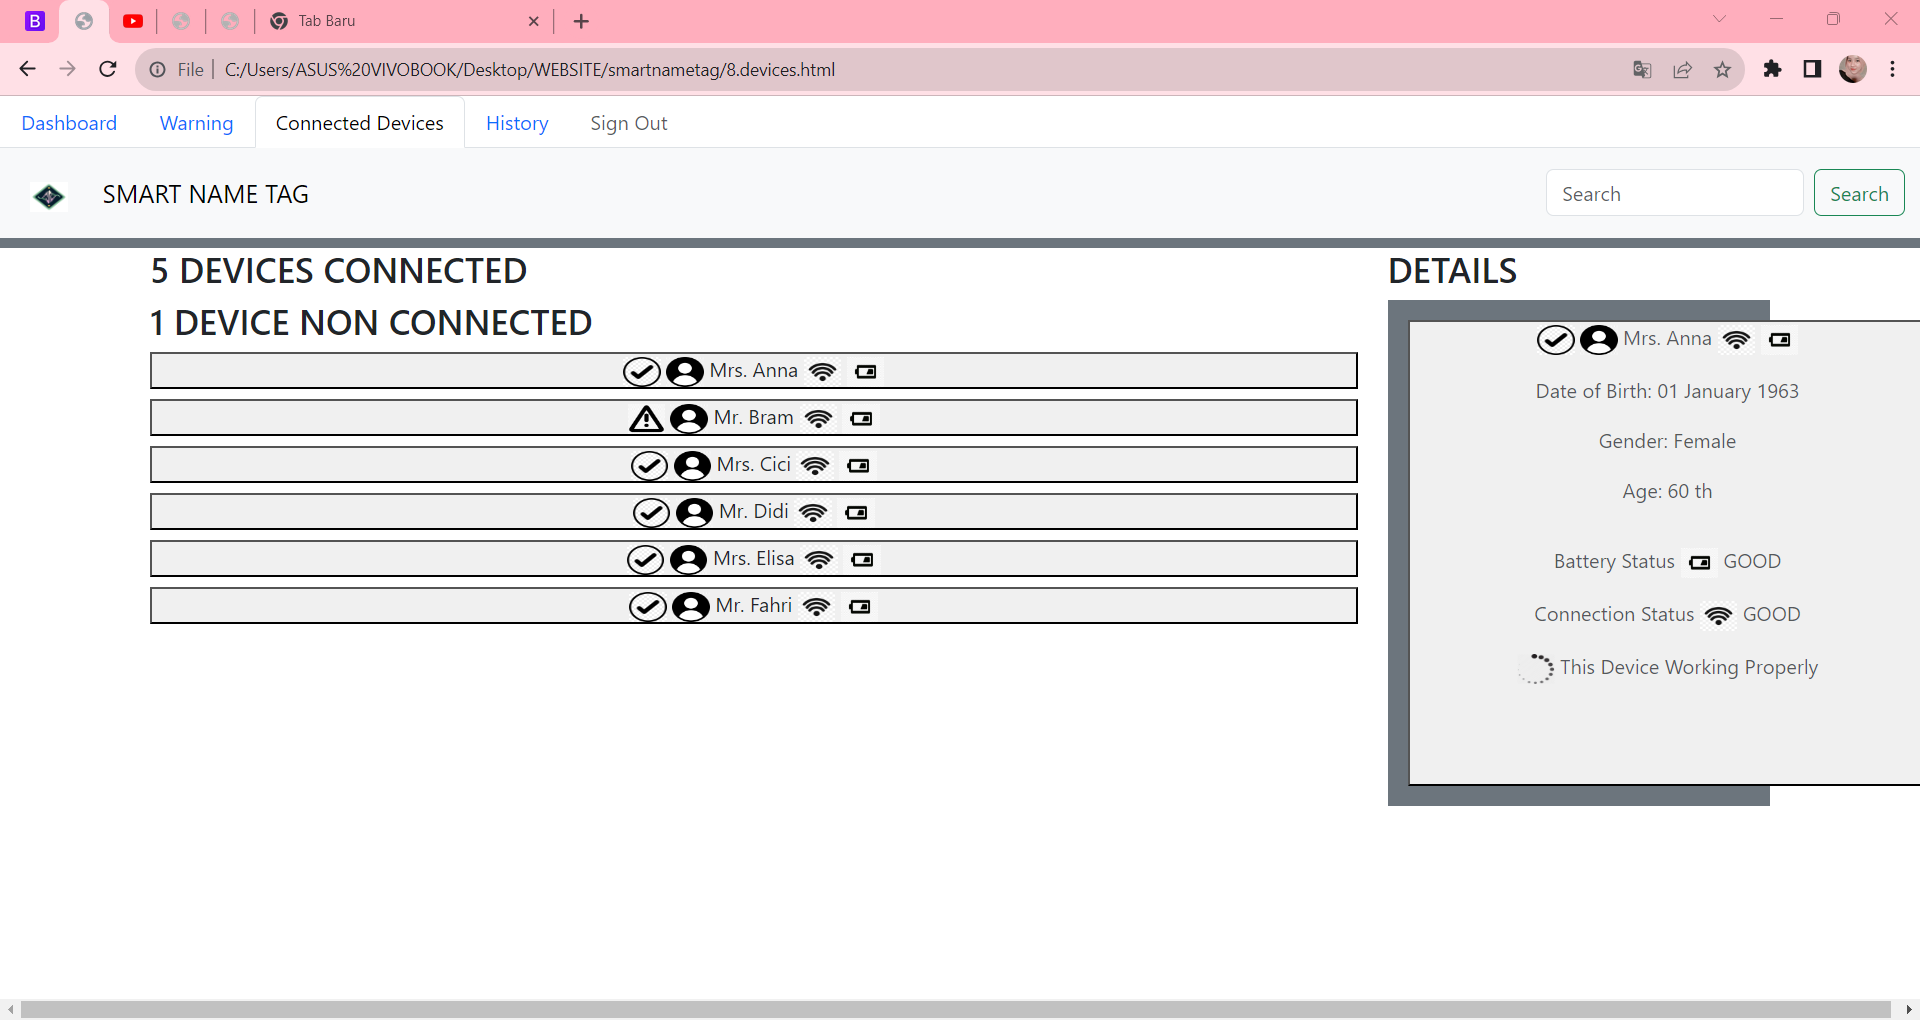 B
Tab Baru
File | C:/Users/ASUS%20VIVOBOOK/Desktop/WEBSITE/smartnametag/8.devices.html
Dashboard Warning Connected Devices History Sign Out
SMART NAME TAG Search Search
5 DEVICES CONNECTED
1 DEVICE NON CONNECTED
Mrs. Anna
Mr. Bram
Mrs. Cici
Mr. Didi
Mrs. Elisa
Mr. Fahri
DETAILS
Mrs. Anna
Date of Birth: 01 January 1963
Gender: Female
Age: 60 th
Battery Status GOOD
Connection Status GOOD
This Device Working Properly